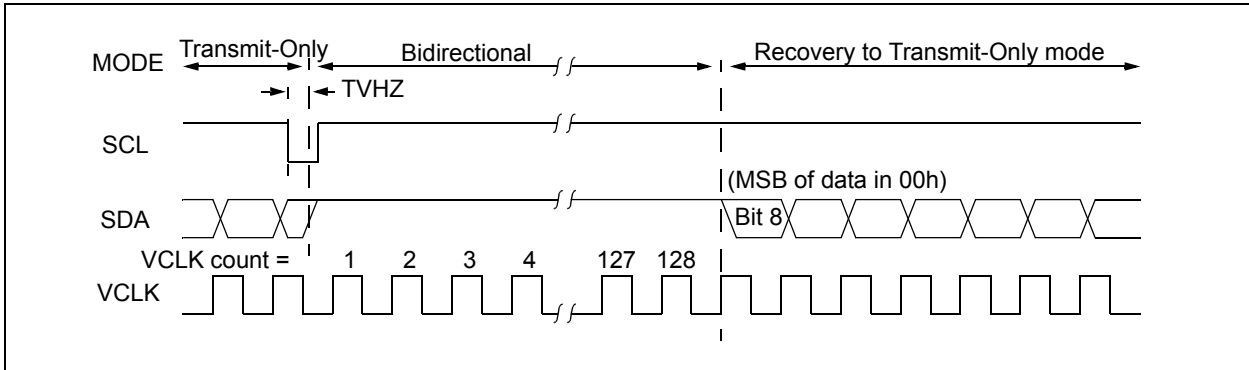 MODE Transmit-Only Bidirectional Recovery to Transmit-Only mode
TVHZ
SCL
(MSB of data in 00h)
SDA Bit 8
VCLK count = 1 2 3 4 127 128
VCLK